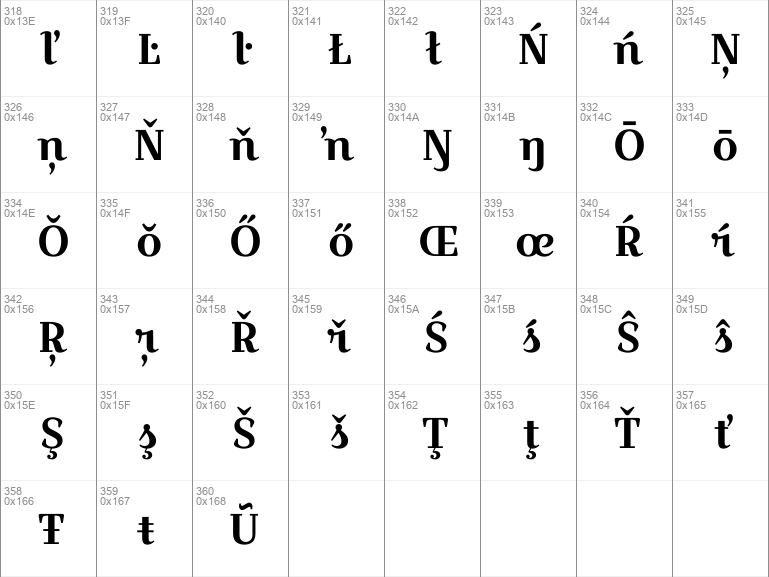 318 319 320 321 322 323 324 325
0x13E 0x13F 0x140 0x141 0x142 0x143 0x144 0x145
ľ Ŀ ŀ Ł ł Ń ń Ņ
326 327 328 329 330 331 332 333
0x146 0x147 0x148 0x149 0x14A 0x14B 0x14C 0x14D
ņ Ň ň ŉ Ŋ ŋ Ō ō
334 335 336 337 338 339 340 341
0x14E 0x14F 0x150 0x151 0x152 0x153 0x154 0x155
Ŏ ŏ Ő ő Œ œ Ŕ ŕ
342 343 344 345 346 347 348 349
0x156 0x157 0x158 0x159 0x15A 0x15B 0x15C 0x15D
Ŗ ŗ Ř ř Ś ś Ŝ ŝ
350 351 352 353 354 355 356 357
0x15E 0x15F 0x160 0x161 0x162 0x163 0x164 0x165
Ş ş Š š Ţ ţ Ť ť
358 359 360
0x166 0x167 0x168
Ŧ ŧ Ũ